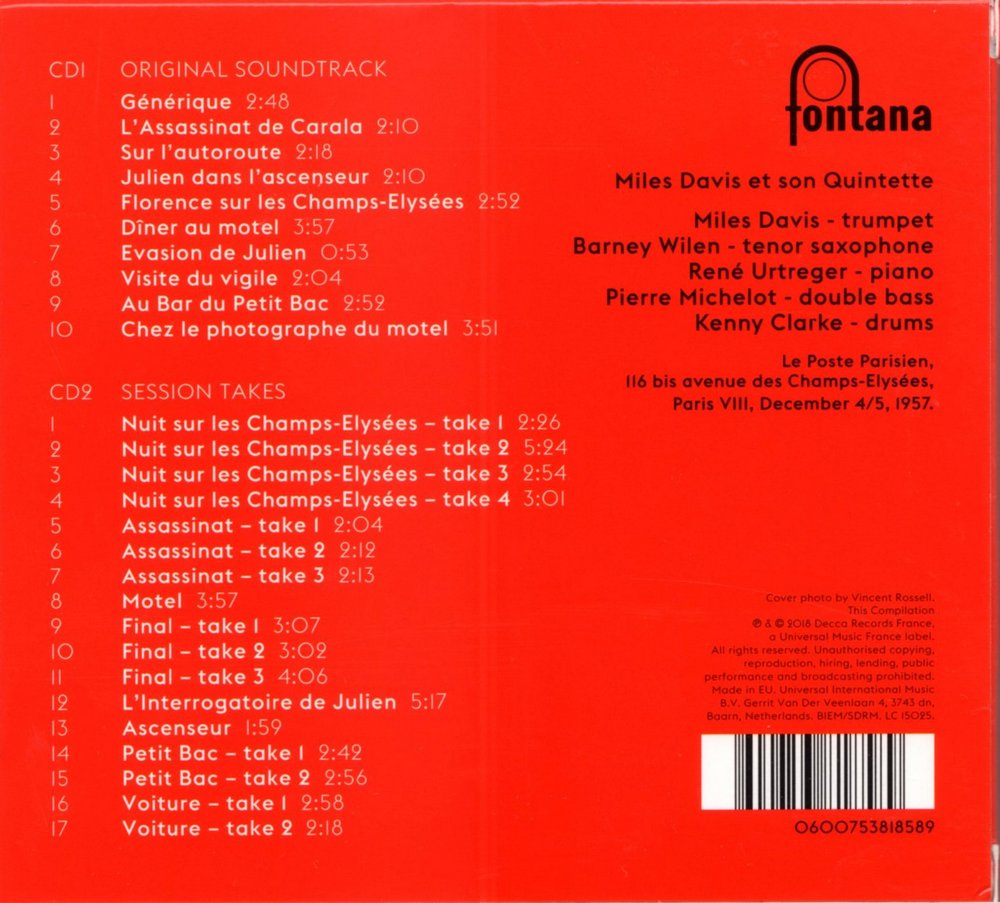 CD1 ORIGINAL SOUNDTRACK
1 Générique 2:48
2 L'Assassinat de Carala 2:10
3 Sur l'autoroute 2:18
4 Julien dans l'ascenseur 2:10
5 Florence sur les Champs-Elysées 2:52
6 Dîner au motel 3:57
7 Evasion de Julien 0:53
8 Visite du vigile 2:04
9 Au Bar du Petit Bac 2:52
10 Chez le photographe du motel 3:51
CD2 SESSION TAKES
1 Nuit sur les Champs-Elysées – take 1 2:26
2 Nuit sur les Champs-Elysées – take 2 5:24
3 Nuit sur les Champs-Elysées – take 3 2:54
4 Nuit sur les Champs-Elysées – take 4 3:01
5 Assassinat – take 1 2:04
6 Assassinat – take 2 2:12
7 Assassinat – take 3 2:13
8 Motel 3:57
9 Final – take 1 3:07
10 Final – take 2 3:02
11 Final – take 3 4:06
12 L'Interrogatoire de Julien 5:17
13 Ascenseur 1:59
14 Petit Bac – take 1 2:42
15 Petit Bac – take 2 2:56
16 Voiture – take 1 2:58
17 Voiture – take 2 2:18
fontana
Miles Davis et son Quintette
Miles Davis - trumpet
Barney Wilen - tenor saxophone
René Urtreger - piano
Pierre Michelot - double bass
Kenny Clarke - drums
Le Poste Parisien,
116 bis avenue des Champs-Elysées,
Paris VIII, December 4/5, 1957.
Cover photo by Vincent Rossell.
This Compilation
℗ & © 2018 Decca Records France,
a Universal Music France label.
All rights reserved. Unauthorised copying,
reproduction, hiring, lending, public
performance and broadcasting prohibited.
Made in EU. Universal International Music
B.V. Gerrit Van Der Veenlaan 4, 3743 dn,
Baarn, Netherlands. BIEM/SDRM. LC 15025.
0600753818589